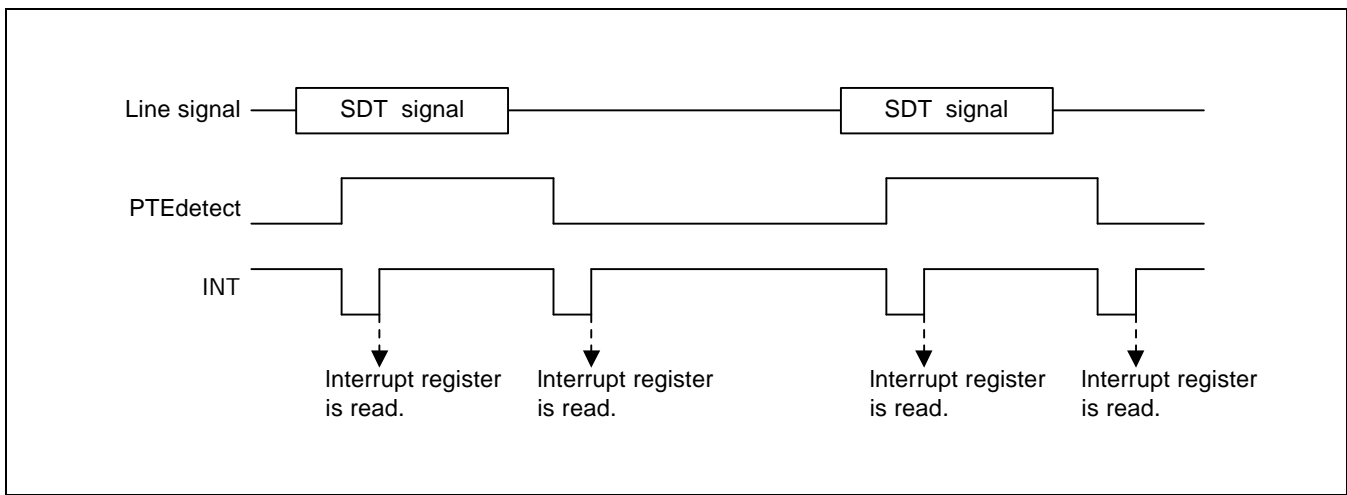 Line signal
SDT signal
SDT signal
PTEdetect
INT
Interrupt register
is read.
Interrupt register
is read.
Interrupt register
is read.
Interrupt register
is read.